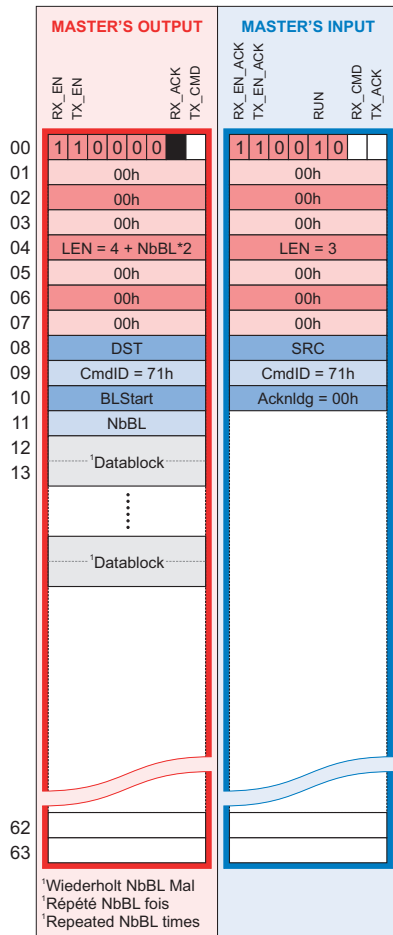 MASTER'S OUTPUT MASTER'S INPUT
RX_EN TX_EN RX_ACK TX_CMD RX_EN_ACK TX_EN_ACK RUN RX_CMD TX_ACK
00 1 1 0 0 0 0 1 1 0 0 1 0
01 00h 00h
02 00h 00h
03 00h 00h
04 LEN = 4 + NbBL*2 LEN = 3
05 00h 00h
06 00h 00h
07 00h 00h
08 DST SRC
09 CmdID = 71h CmdID = 71h
10 BLStart Acknldg = 00h
11 NbBL
12
13 ¹Datablock
¹Datablock
62
63
¹Wiederholt NbBL Mal
¹Répété NbBL fois
¹Repeated NbBL times